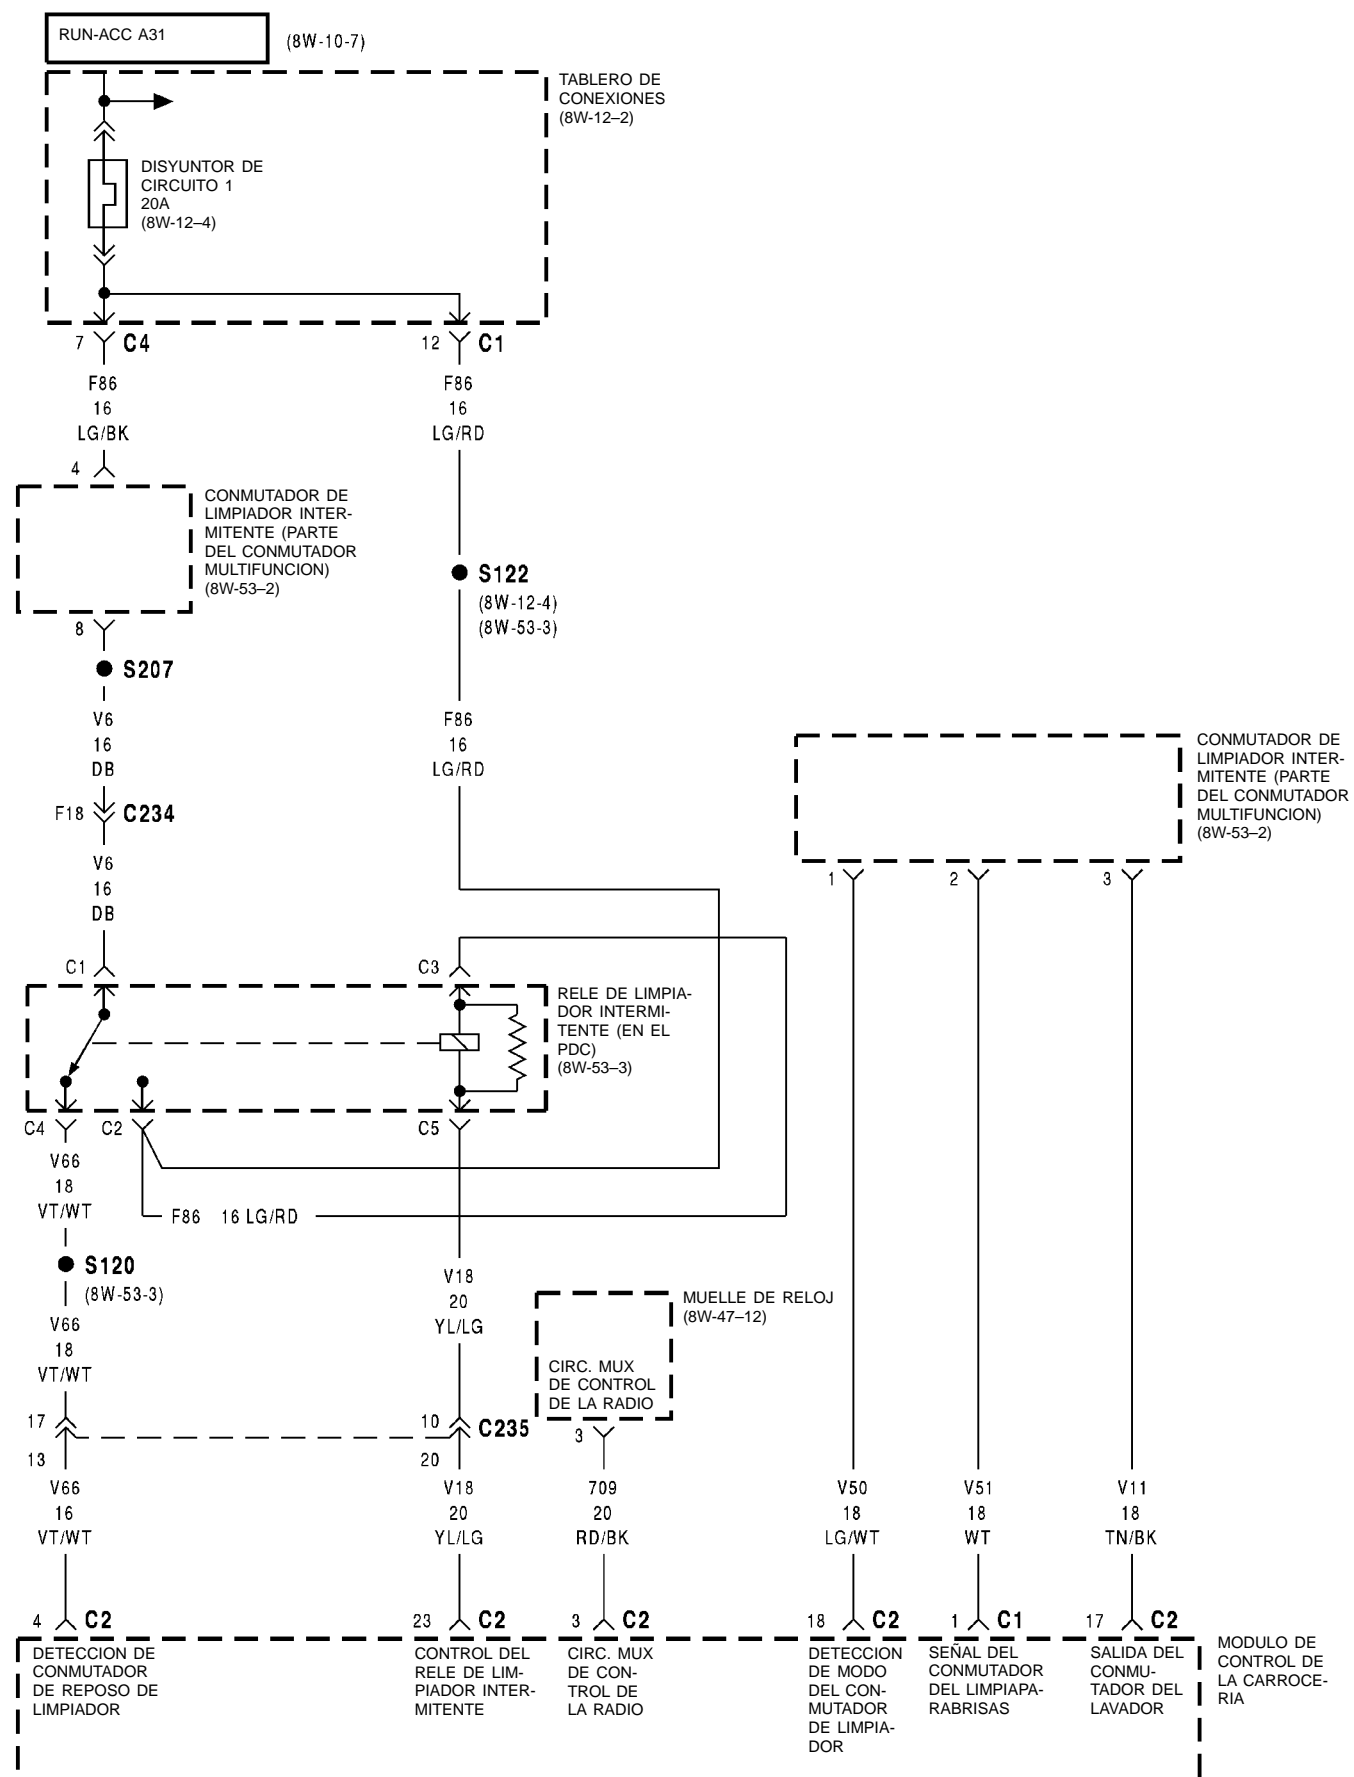 RUN-ACC A31
(8W-10-7)
TABLERO DE
CONEXIONES
(8W-12–2)
DISYUNTOR DE
CIRCUITO 1
20A
(8W-12–4)
7 C4
12 C1
F86
16
LG/BK
F86
16
LG/RD
4
CONMUTADOR DE
LIMPIADOR INTER-
MITENTE (PARTE
DEL CONMUTADOR
MULTIFUNCION)
(8W-53–2)
8
S207
S122
(8W-12-4)
(8W-53-3)
V6
16
DB
F86
16
LG/RD
F18 C234
V6
16
DB
CONMUTADOR DE
LIMPIADOR INTER-
MITENTE (PARTE
DEL CONMUTADOR
MULTIFUNCION)
(8W-53–2)
1 2 3
C1 C3
RELE DE LIMPIA-
DOR INTERMI-
TENTE (EN EL
PDC)
(8W-53–3)
C4 C2 C5
V66
18
VT/WT
F86 16 LG/RD
S120
(8W-53-3)
V66
18
VT/WT
V18
20
YL/LG
MUELLE DE RELOJ
(8W-47–12)
CIRC. MUX
DE CONTROL
DE LA RADIO
17 10 C235
13 20
3
V66
16
VT/WT
V18
20
YL/LG
709
20
RD/BK
V50
18
LG/WT
V51
18
WT
V11
18
TN/BK
4 C2
23 C2
3 C2
18 C2
1 C1
17 C2
DETECCION DE
CONMUTADOR
DE REPOSO DE
LIMPIADOR
CONTROL DEL
RELE DE LIM-
PIADOR INTER-
MITENTE
CIRC. MUX
DE CON-
TROL DE
LA RADIO
DETECCION
DE MODO
DEL CON-
MUTADOR
DE LIMPIA-
DOR
SEÑAL DEL
CONMUTADOR
DEL LIMPIAPA-
RABRISAS
SALIDA DEL
CONMU-
TADOR DEL
LAVADOR
MODULO DE
CONTROL DE
LA CARROCE-
RIA